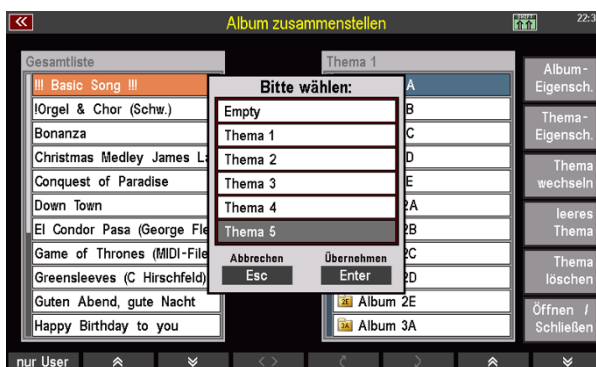 Album zusammenstellen
22:3
Gesamtliste
!!! Basic Song !!!
!Orgel & Chor (Schw.)
Bonanza
Christmas Medley James La
Conquest of Paradise
Down Town
El Condor Pasa (George Fle
Game of Thrones (MIDI-File
Greensleeves (C Hirschfeld)
Guten Abend, gute Nacht
Happy Birthday to you
Bitte wählen:
Empty
Thema 1
Thema 2
Thema 3
Thema 4
Thema 5
Abbrechen
Esc
Übernehmen
Enter
Thema 1
A
B
C
D
E
2A
2B
2C
2D
2E Album 2E
3A Album 3A
Album-
Eigensch.
Thema-
Eigensch.
Thema
wechseln
leeres
Thema
Thema
löschen
Öffnen /
Schließen
nur User